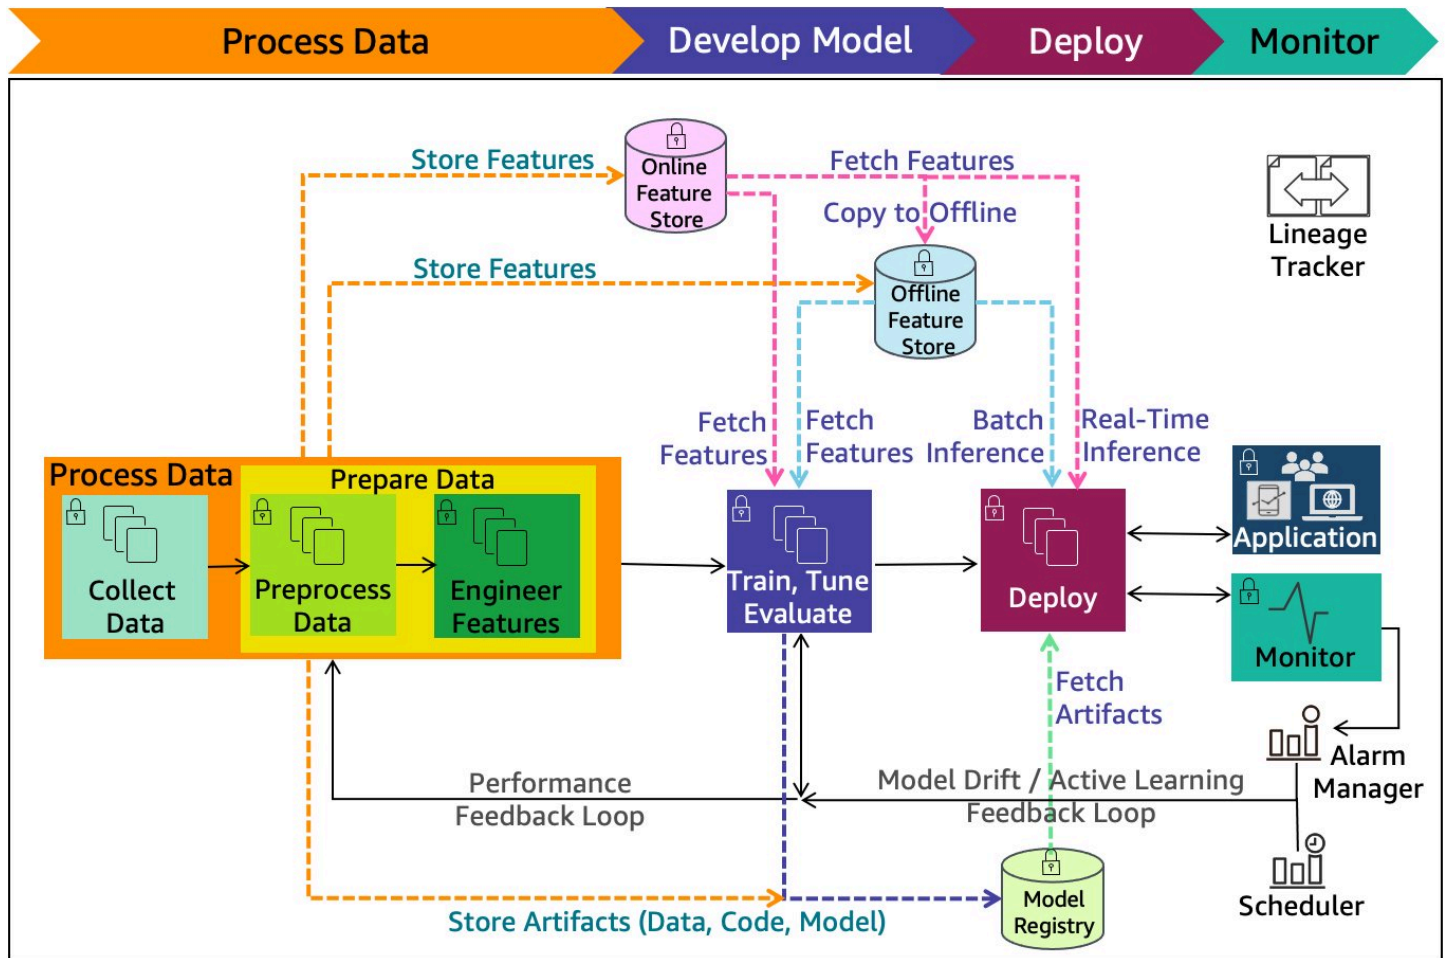 Process Data
Develop Model
Deploy
Monitor
Store Features
Online
Feature
Store
Fetch Features
Copy to Offline
Lineage
Tracker
Store Features
Offline
Feature
Store
Fetch
Features
Fetch
Features
Batch
Inference
Real-Time
Inference
Process Data
Prepare Data
Collect
Data
Preprocess
Data
Engineer
Features
Train, Tune
Evaluate
Deploy
Application
Monitor
Fetch
Artifacts
Alarm
Manager
Performance
Feedback Loop
Model Drift / Active Learning
Feedback Loop
Model
Registry
Scheduler
Store Artifacts (Data, Code, Model)